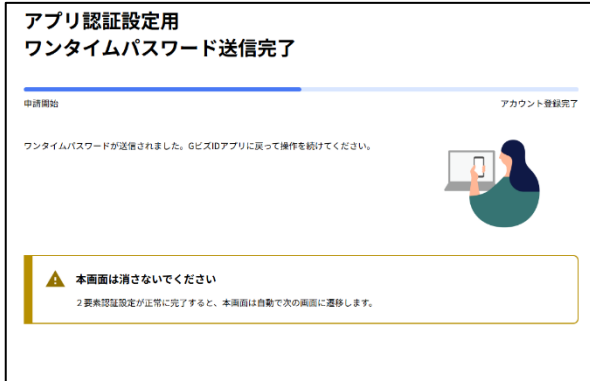 アプリ認証設定用
ワンタイムパスワード送信完了
申請開始
アカウント登録完了
ワンタイムパスワードが送信されました。GビズIDアプリに戻って操作を続けてください。
本画面は消さないでください
２要素認証設定が正常に完了すると、本画面は自動で次の画面に遷移します。